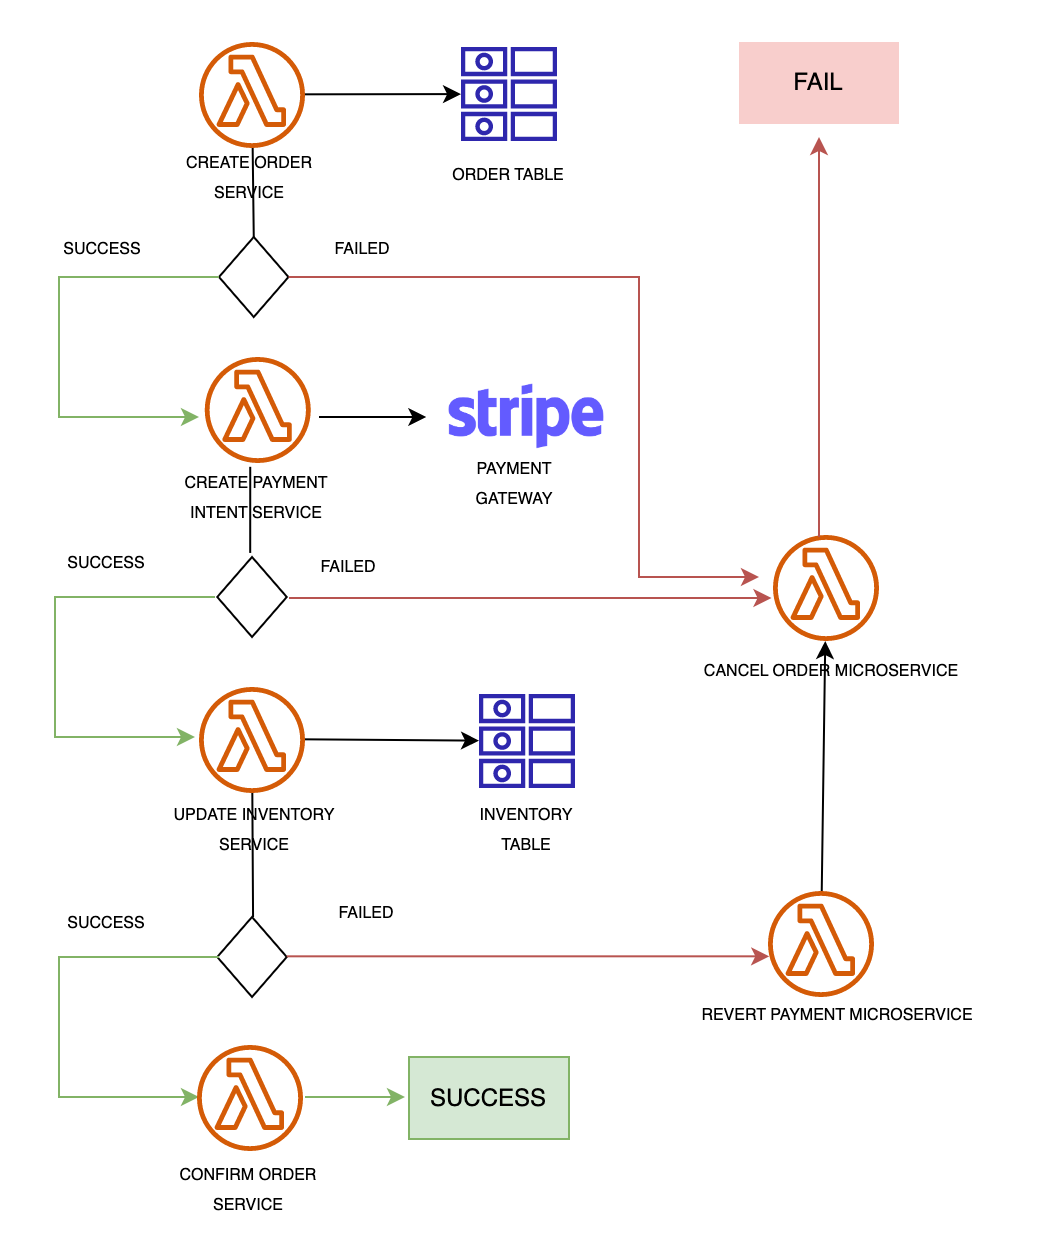 FAIL
CREATE ORDER
SERVICE
ORDER TABLE
SUCCESS
FAILED
stripe
CREATE PAYMENT
INTENT SERVICE
PAYMENT
GATEWAY
SUCCESS
FAILED
CANCEL ORDER MICROSERVICE
UPDATE INVENTORY
SERVICE
INVENTORY
TABLE
SUCCESS
FAILED
REVERT PAYMENT MICROSERVICE
SUCCESS
CONFIRM ORDER
SERVICE